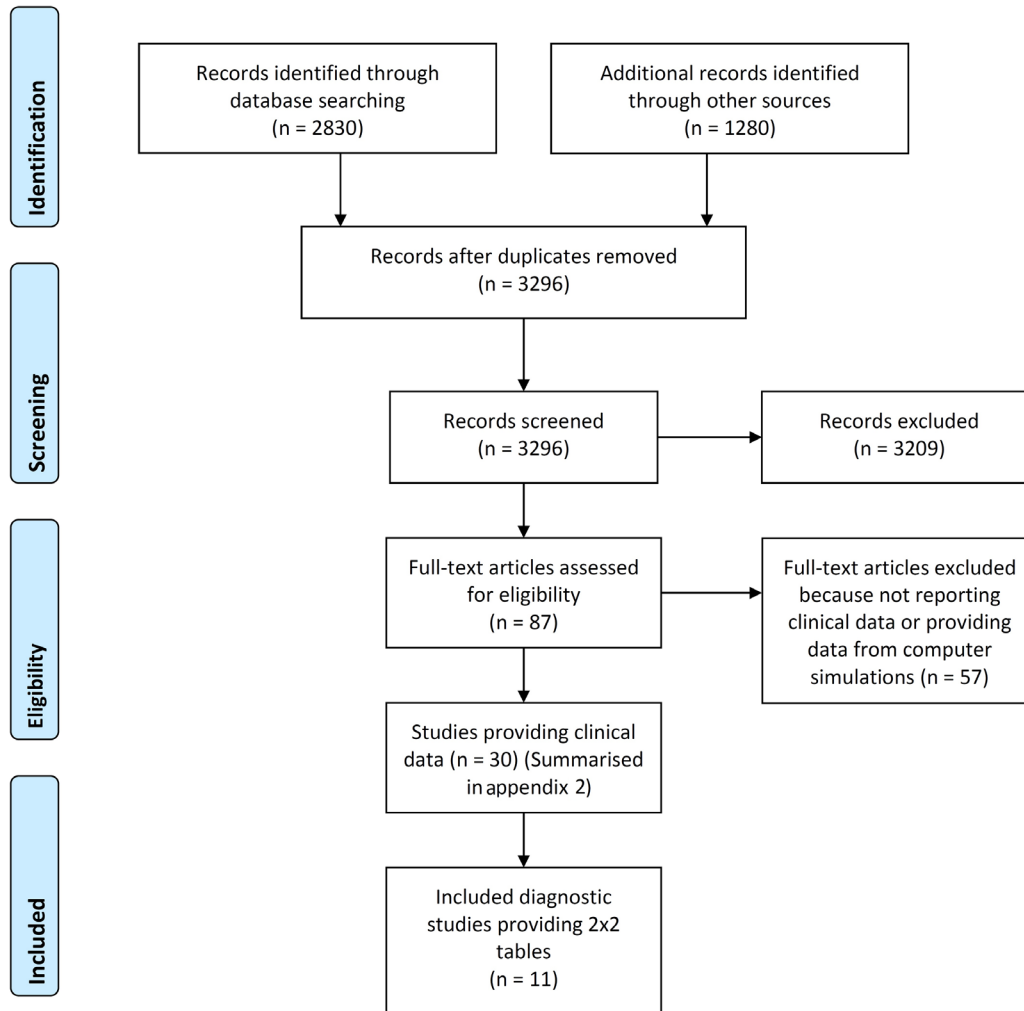 Identification
Records identified through
database searching
(n = 2830)
Additional records identified
through other sources
(n = 1280)
Records after duplicates removed
(n = 3296)
Screening
Records screened
(n = 3296)
Records excluded
(n = 3209)
Eligibility
Full-text articles assessed
for eligibility
(n = 87)
Full-text articles excluded
because not reporting
clinical data or providing
data from computer
simulations (n = 57)
Studies providing clinical
data (n = 30) (Summarised
in appendix 2)
Included
Included diagnostic
studies providing 2x2
tables
(n = 11)